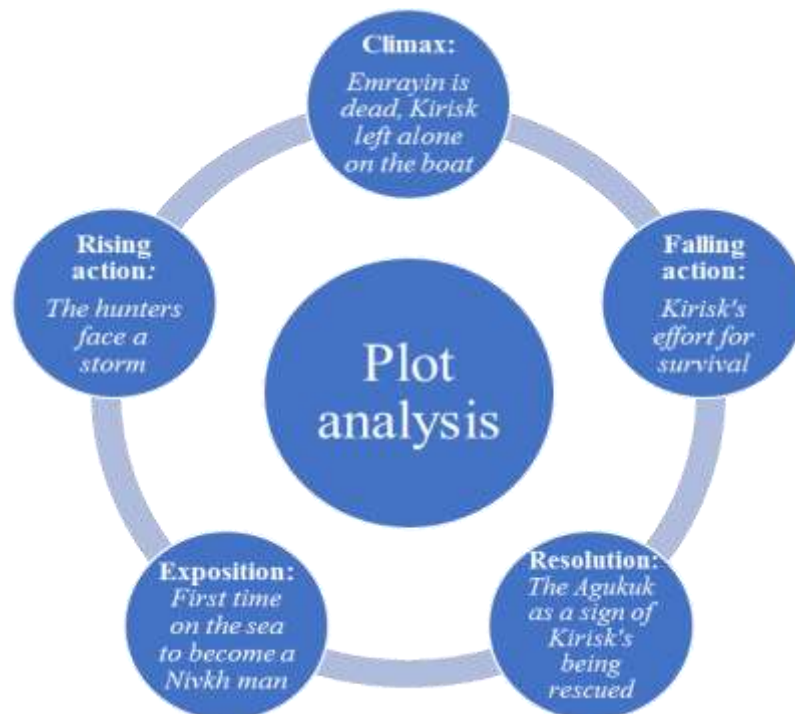 Climax:
Emrayin is
dead, Kirisk
left alone
on the boat
Rising
action:
The hunters
face a
storm
Falling
action:
Kirisk's
effort for
survival
Plot
analysis
Exposition:
First time
on the sea
to become a
Nivkh man
Resolution:
The Agukuk
as a sign of
Kirisk's
being
rescued